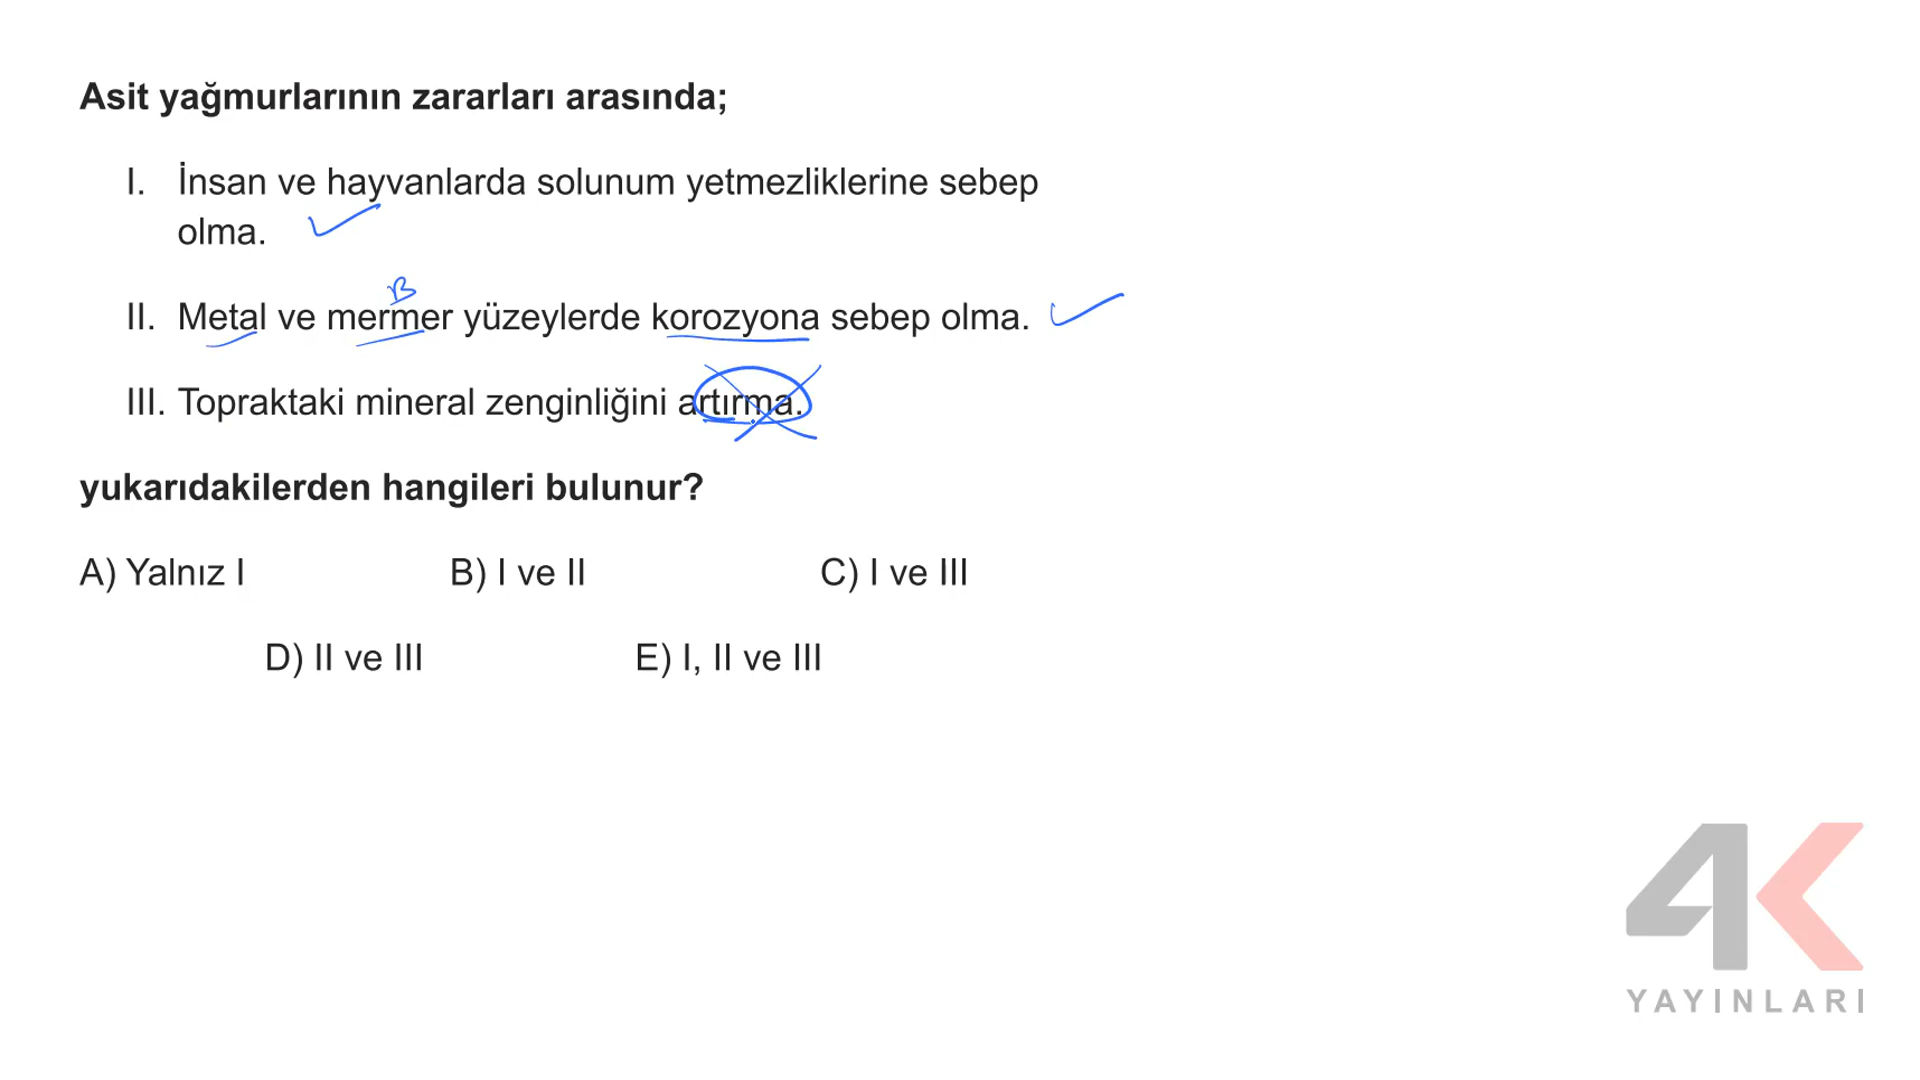 Asit yağmurlarının zararları arasında;
I. İnsan ve hayvanlarda solunum yetmezliklerine sebep
olma.
B
II. Metal ve mermer yüzeylerde korozyona sebep olma.
III. Topraktaki mineral zenginliğini artırma.
yukarıdakilerden hangileri bulunur?
A) Yalnız I B) I ve II C) I ve III
D) II ve III E) I, II ve III
4K
YAYINLARI